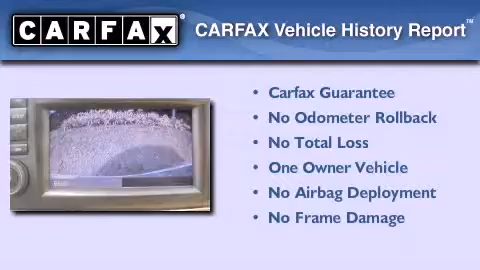 CARFAX® CARFAX Vehicle History Report™
• Carfax Guarantee
• No Odometer Rollback
• No Total Loss
• One Owner Vehicle
• No Airbag Deployment
• No Frame Damage